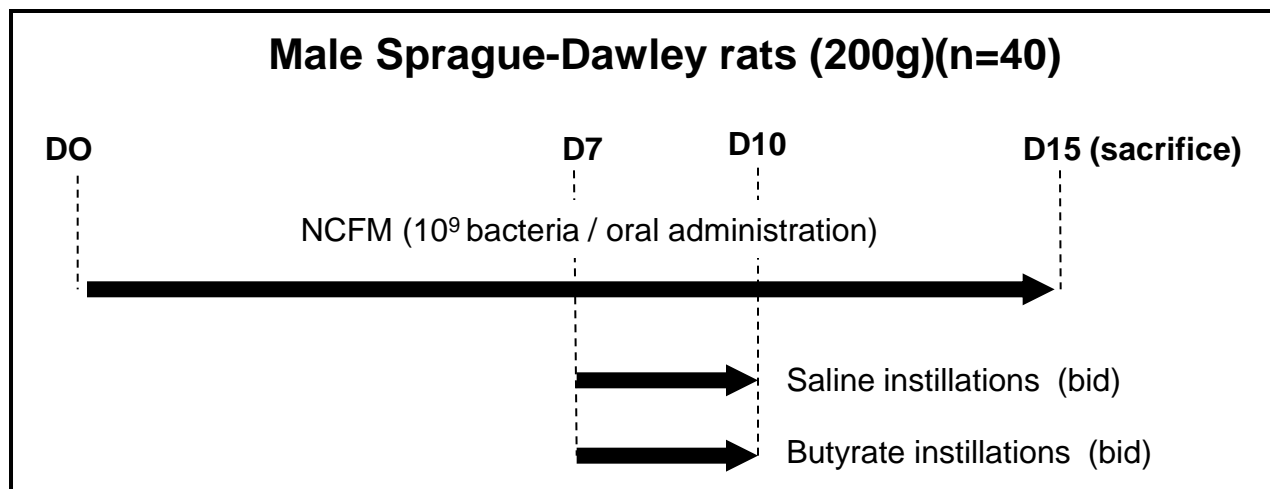 Male Sprague-Dawley rats (200g)(n=40)
DO D7 D10 D15 (sacrifice)
NCFM (10⁹ bacteria / oral administration)
Saline instillations (bid)
Butyrate instillations (bid)